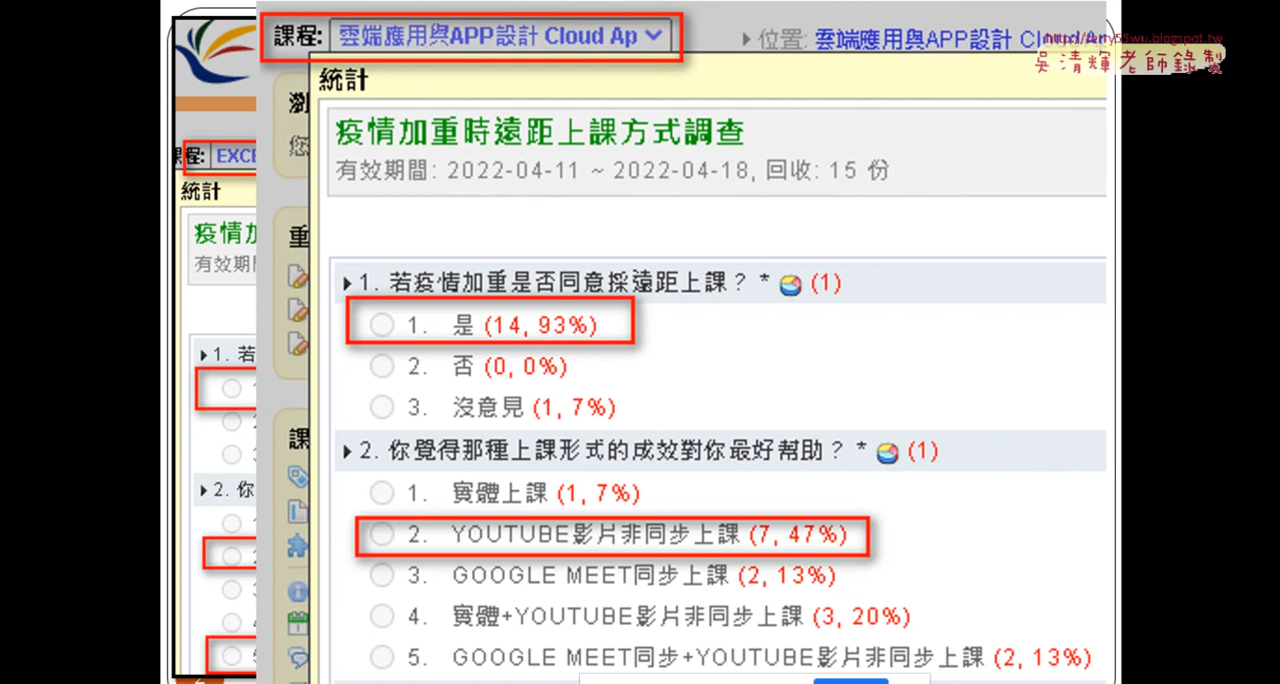 課程: 雲端應用與APP設計 Cloud Ap
位置: 雲端應用與APP設計 Cl
http://terry55wu.blogspot.tw
吳清輝老師錄製
統計
疫情加重時遠距上課方式調查
有效期間: 2022-04-11 ~ 2022-04-18, 回收: 15 份
1. 若疫情加重是否同意採遠距上課? * (1)
1. 是 (14, 93%)
2. 否 (0, 0%)
3. 沒意見 (1, 7%)
2. 你覺得那種上課形式的成效對你最好幫助? * (1)
1. 實體上課 (1, 7%)
2. YOUTUBE影片非同步上課 (7, 47%)
3. GOOGLE MEET同步上課 (2, 13%)
4. 實體+YOUTUBE影片非同步上課 (3, 20%)
5. GOOGLE MEET同步+YOUTUBE影片非同步上課 (2, 13%)
程: EXCE
統計
疫情加
有效期
1. 若
2. 你
瀏
您
重
課